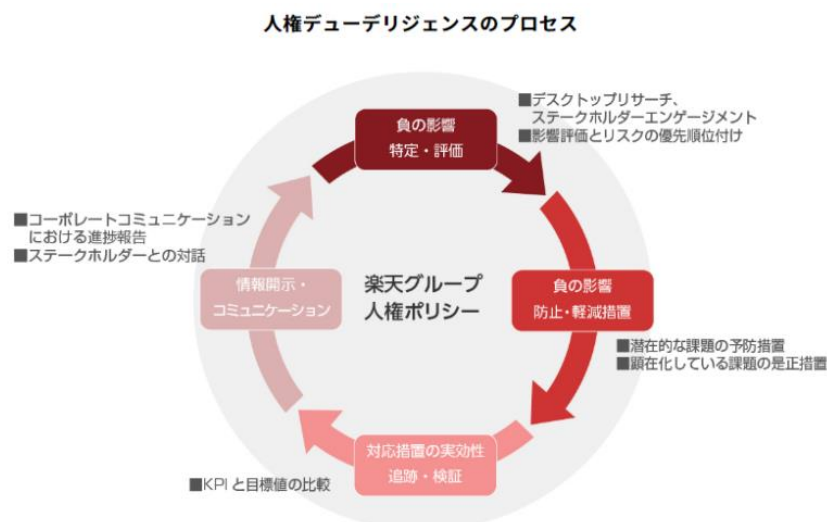 人権デューデリジェンスのプロセス
負の影響
特定・評価
■デスクトップリサーチ、
ステークホルダーエンゲージメント
■影響評価とリスクの優先順位付け
負の影響
防止・軽減措置
■潜在的な課題の予防措置
■顕在化している課題の是正措置
対応措置の実効性
追跡・検証
■KPIと目標値の比較
情報開示・
コミュニケーション
■コーポレートコミュニケーション
における進捗報告
■ステークホルダーとの対話
楽天グループ
人権ポリシー